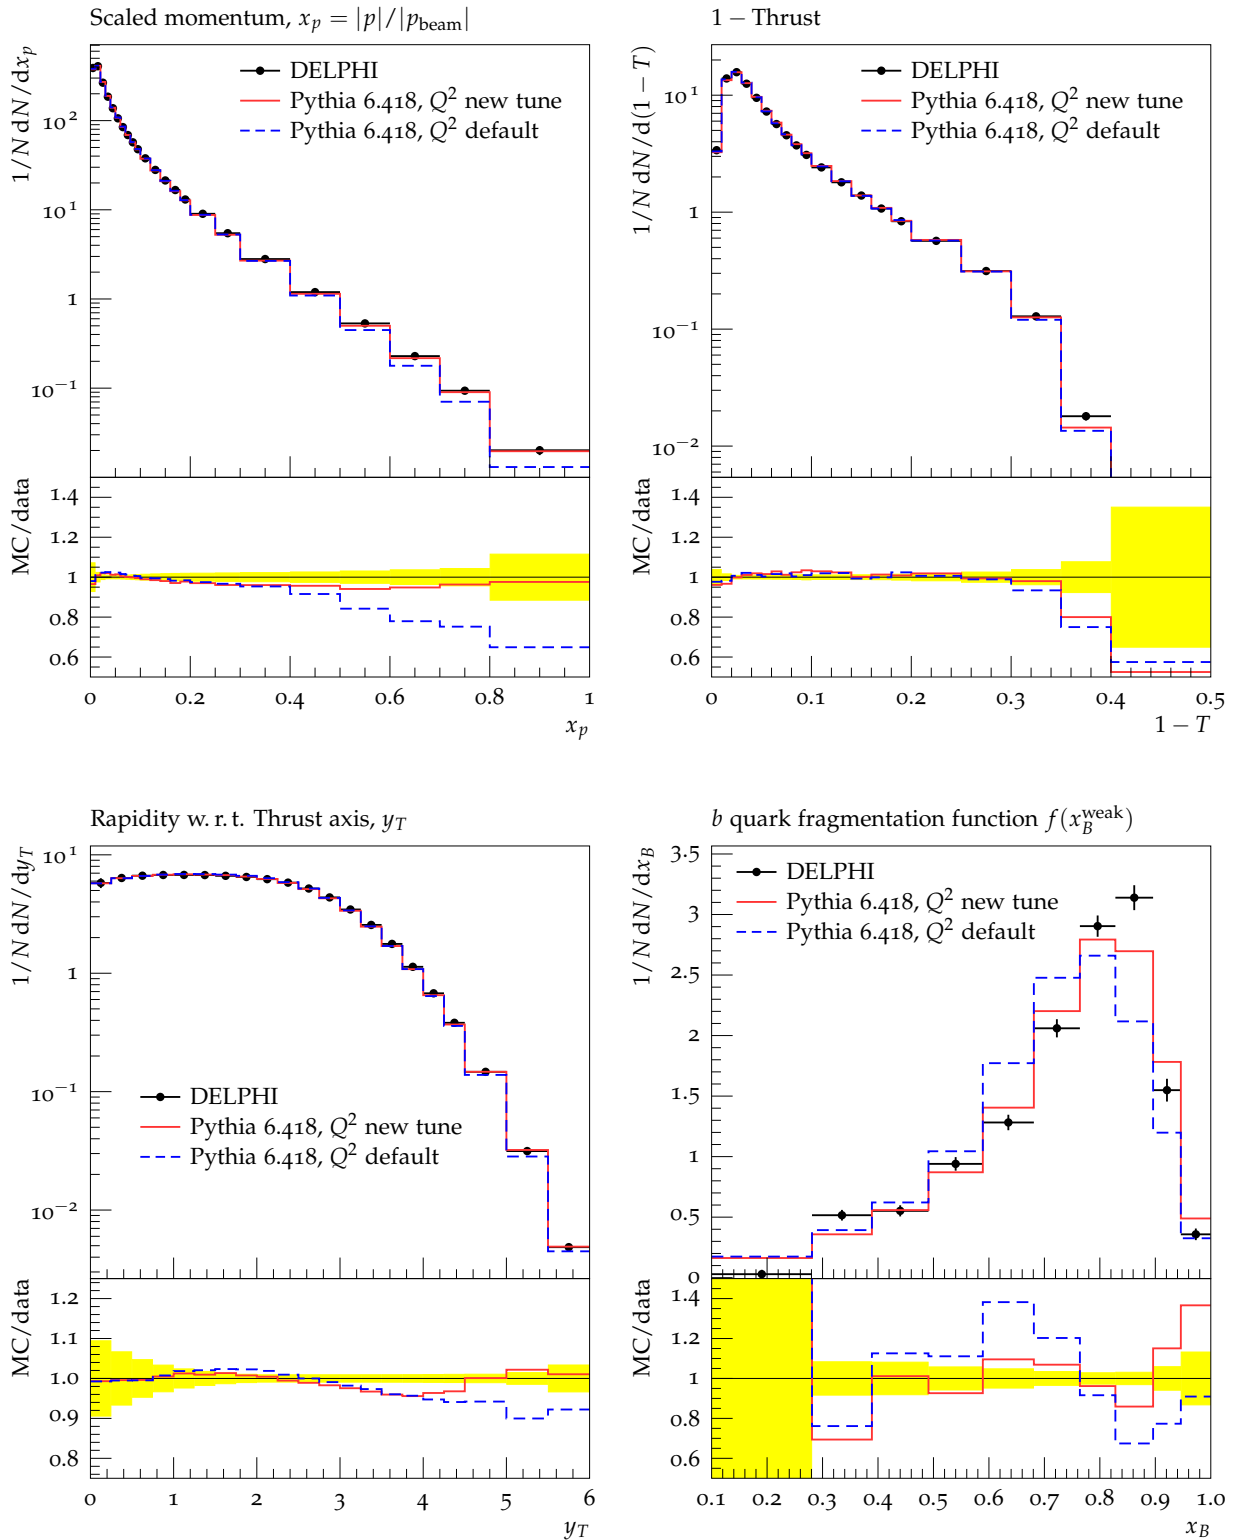 Scaled momentum, x_p = |p|/|p_beam|
1/N dN/dx_p
DELPHI
Pythia 6.418, Q² new tune
Pythia 6.418, Q² default
10²
10¹
1
10⁻¹
MC/data
1.4
1.2
1
0.8
0.6
0 0.2 0.4 0.6 0.8 1
x_p
1 − Thrust
1/N dN/d(1 − T)
DELPHI
Pythia 6.418, Q² new tune
Pythia 6.418, Q² default
10¹
1
10⁻¹
10⁻²
MC/data
1.4
1.2
1
0.8
0.6
0 0.1 0.2 0.3 0.4 0.5
1 − T
Rapidity w. r. t. Thrust axis, y_T
1/N dN/dy_T
10¹
1
10⁻¹
10⁻²
DELPHI
Pythia 6.418, Q² new tune
Pythia 6.418, Q² default
MC/data
1.2
1.1
1.0
0.9
0.8
0 1 2 3 4 5 6
y_T
b quark fragmentation function f(x_B^weak)
1/N dN/dx_B
DELPHI
Pythia 6.418, Q² new tune
Pythia 6.418, Q² default
3.5
3
2.5
2
1.5
1
0.5
0
MC/data
1.4
1.2
1
0.8
0.6
0.1 0.2 0.3 0.4 0.5 0.6 0.7 0.8 0.9 1.0
x_B